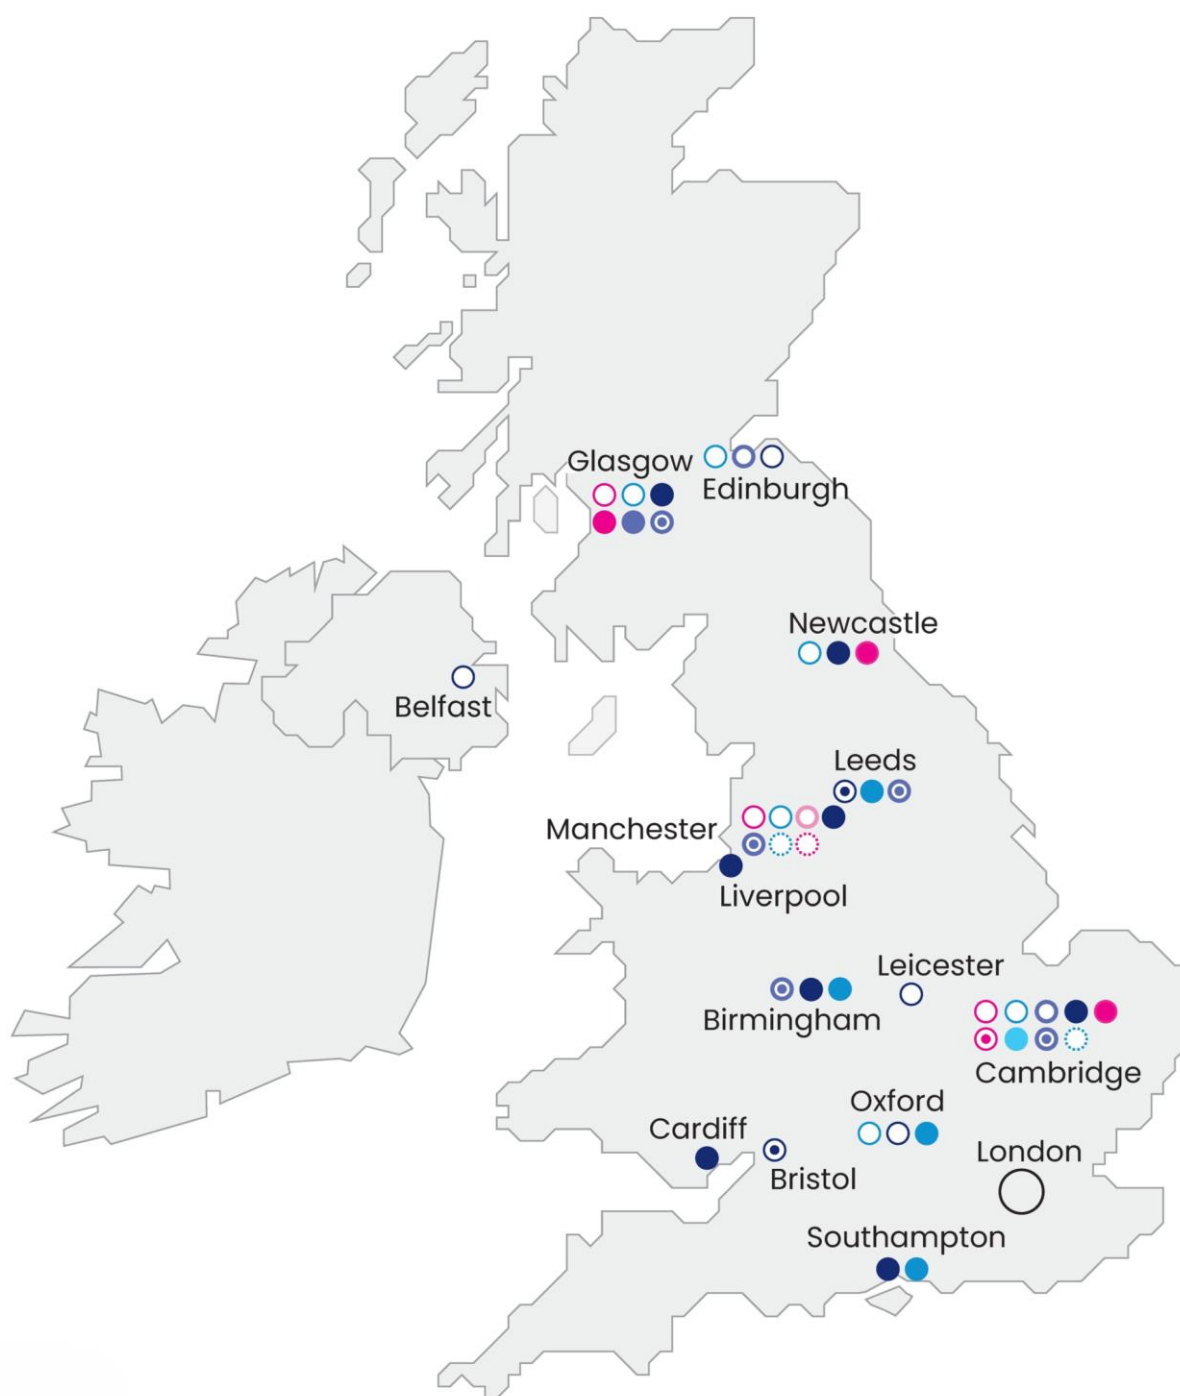 Glasgow
Edinburgh
Newcastle
Belfast
Leeds
Manchester
Liverpool
Leicester
Birmingham
Cambridge
Oxford
Cardiff
London
Bristol
Southampton